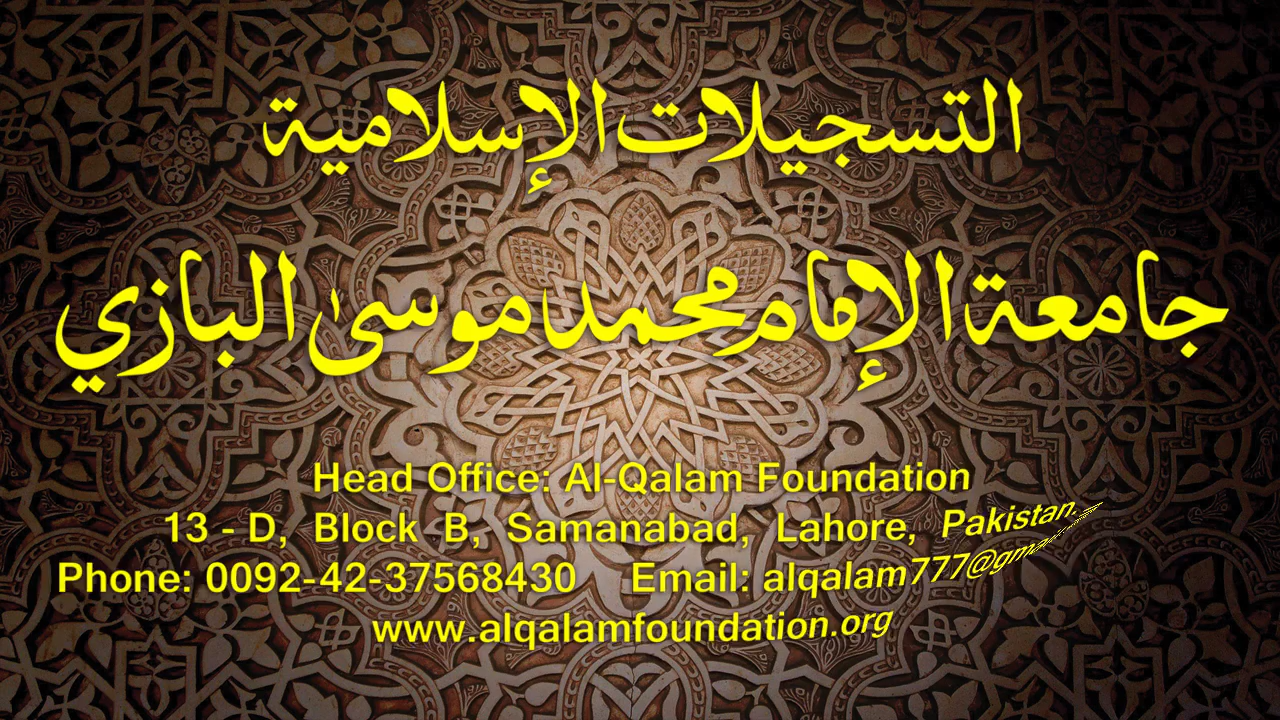 التسجيلات الإسلامية
جامعة الإمام محمد موسىٰ البازي
Head Office: Al-Qalam Foundation
13 - D, Block B, Samanabad, Lahore, Pakistan.
Phone: 0092-42-37568430 Email: alqalam777@gmai
www.alqalamfoundation.org